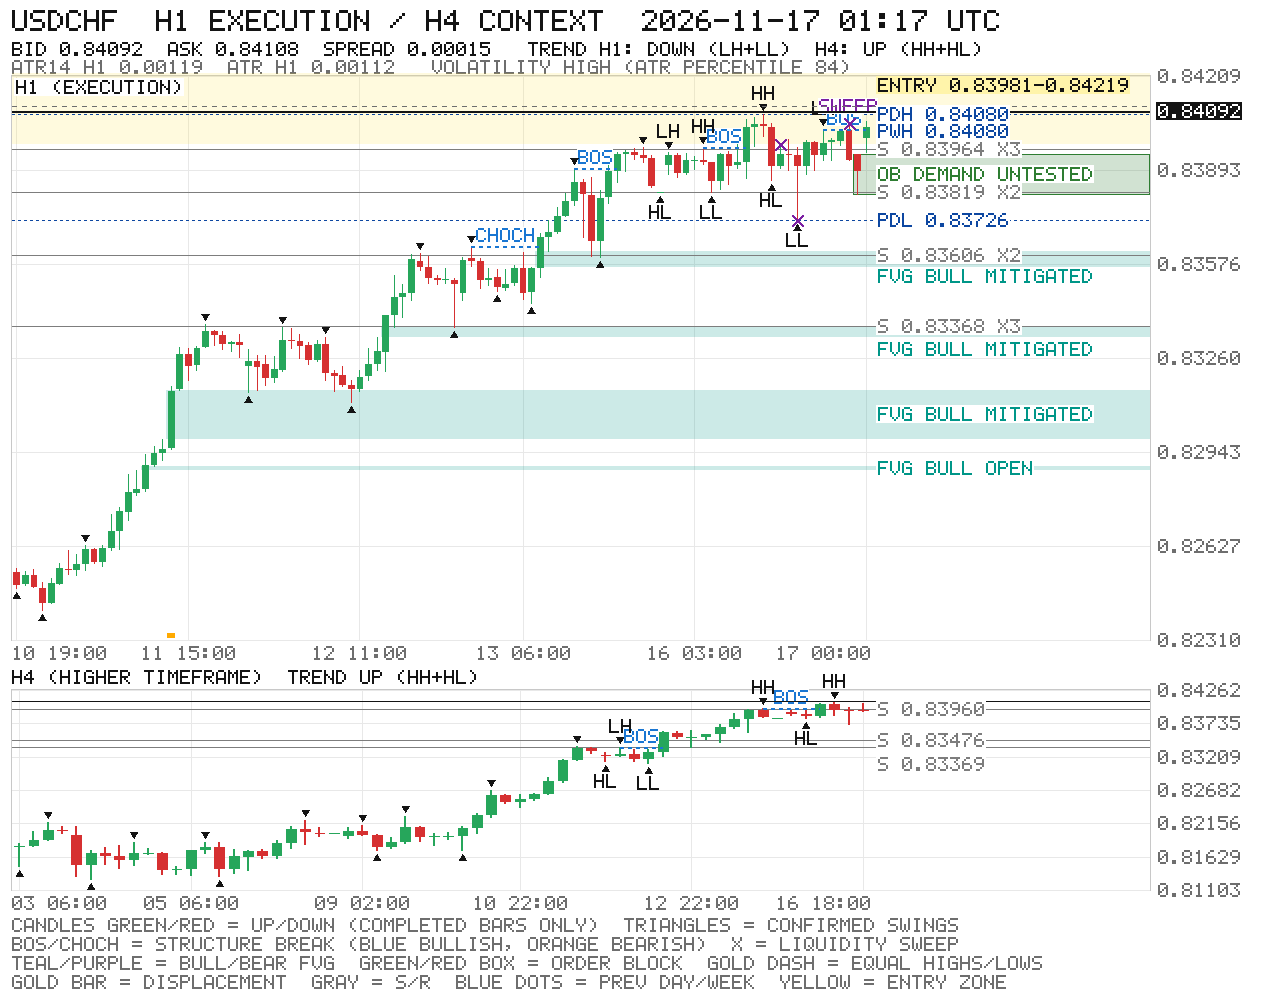 USDCHF  H1 EXECUTION / H4 CONTEXT  2026-11-17 01:17 UTC
BID 0.84092  ASK 0.84108  SPREAD 0.00015   TREND H1: DOWN (LH+LL)  H4: UP (HH+HL)
ATR14 H1 0.00119  ATR H1 0.00112   VOLATILITY HIGH (ATR PERCENTILE 84)
H1 (EXECUTION)
ENTRY 0.83981-0.84219
0.84209
HH
SWEEP
0.84092
PDH 0.84080
BOS
PWH 0.84080
LH
HH
BOS
S 0.83964 X3
BOS
0.83893
OB DEMAND UNTESTED
S 0.83819 X2
HL
HL
LL
PDL 0.83726
CHOCH
LL
S 0.83606 X2
0.83576
FVG BULL MITIGATED
S 0.83368 X3
FVG BULL MITIGATED
0.83260
FVG BULL MITIGATED
0.82943
FVG BULL OPEN
0.82627
0.82310
10 19:00  11 15:00  12 11:00  13 06:00  16 03:00  17 00:00
H4 (HIGHER TIMEFRAME)  TREND UP (HH+HL)
HH
HH
BOS
0.84262
S 0.83960
LH
0.83735
BOS
HL
S 0.83476
0.83209
S 0.83369
HL
LL
0.82682
0.82156
0.81629
0.81103
03 06:00  05 06:00  09 02:00  10 22:00  12 22:00  16 18:00
CANDLES GREEN/RED = UP/DOWN (COMPLETED BARS ONLY)  TRIANGLES = CONFIRMED SWINGS
BOS/CHOCH = STRUCTURE BREAK (BLUE BULLISH, ORANGE BEARISH)  X = LIQUIDITY SWEEP
TEAL/PURPLE = BULL/BEAR FVG  GREEN/RED BOX = ORDER BLOCK  GOLD DASH = EQUAL HIGHS/LOWS
GOLD BAR = DISPLACEMENT  GRAY = S/R  BLUE DOTS = PREV DAY/WEEK  YELLOW = ENTRY ZONE